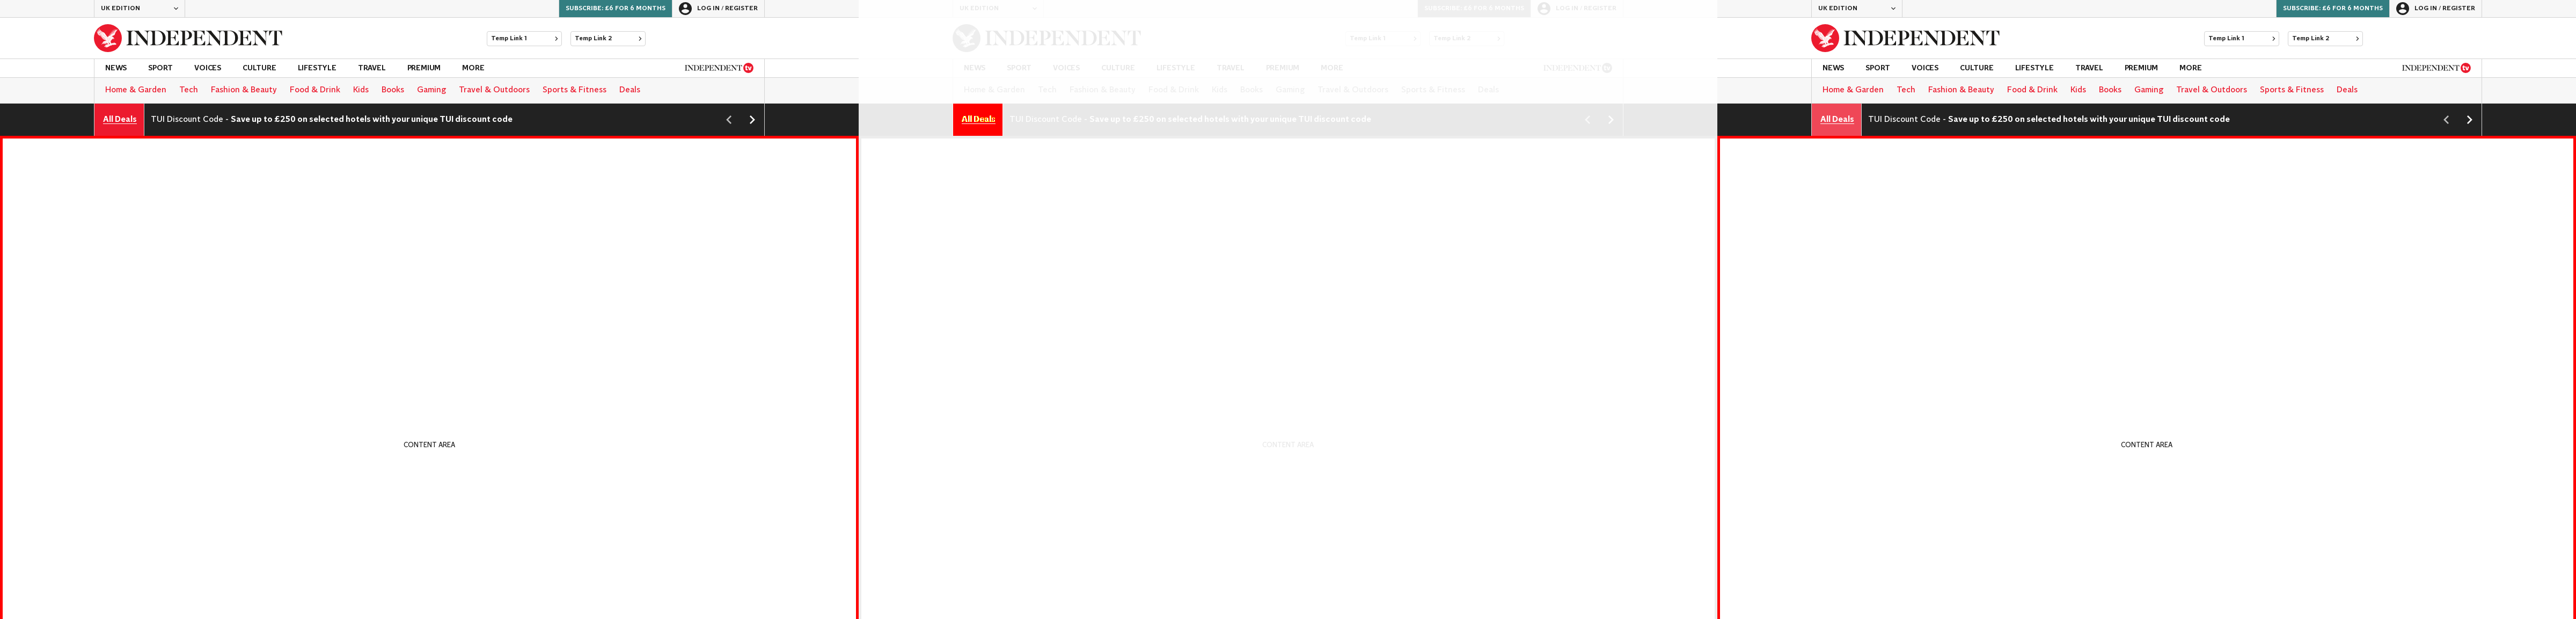 UK EDITION
SUBSCRIBE: £6 FOR 6 MONTHS
LOG IN / REGISTER
INDEPENDENT
Temp Link 1
Temp Link 2
NEWS SPORT VOICES CULTURE LIFESTYLE TRAVEL PREMIUM MORE
INDEPENDENT tv
Home & Garden Tech Fashion & Beauty Food & Drink Kids Books Gaming Travel & Outdoors Sports & Fitness Deals
All Deals
TUI Discount Code - Save up to £250 on selected hotels with your unique TUI discount code
CONTENT AREA
UK EDITION
SUBSCRIBE: £6 FOR 6 MONTHS
LOG IN / REGISTER
INDEPENDENT
Temp Link 1
Temp Link 2
NEWS SPORT VOICES CULTURE LIFESTYLE TRAVEL PREMIUM MORE
INDEPENDENT tv
Home & Garden Tech Fashion & Beauty Food & Drink Kids Books Gaming Travel & Outdoors Sports & Fitness Deals
All Deals
TUI Discount Code - Save up to £250 on selected hotels with your unique TUI discount code
CONTENT AREA
UK EDITION
SUBSCRIBE: £6 FOR 6 MONTHS
LOG IN / REGISTER
INDEPENDENT
Temp Link 1
Temp Link 2
NEWS SPORT VOICES CULTURE LIFESTYLE TRAVEL PREMIUM MORE
INDEPENDENT tv
Home & Garden Tech Fashion & Beauty Food & Drink Kids Books Gaming Travel & Outdoors Sports & Fitness Deals
All Deals
TUI Discount Code - Save up to £250 on selected hotels with your unique TUI discount code
CONTENT AREA